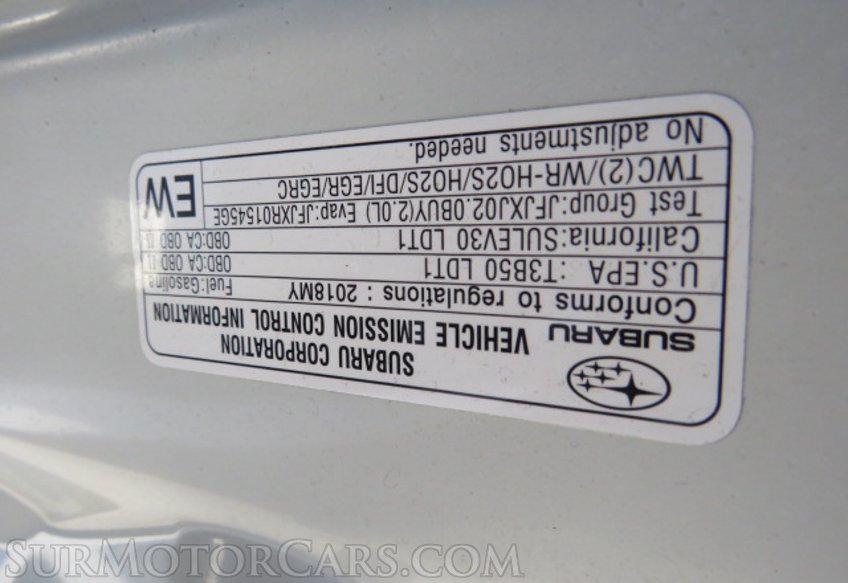 SUBARU CORPORATION
SUBARU VEHICLE EMISSION CONTROL INFORMATION
Conforms to regulations : 2018MY Fuel:Gasoline
U.S.EPA :T3B50 LDT1 OBD:CA OBD II
California:SULEV30 LDT1 OBD:CA OBD II
Test Group:JFJXJ02.0BUY(2.0L) Evap:JFJXR01545GE
TWC(2)/WR-HO2S/HO2S/DFI/EGR/EGRC
No adjustments needed.
EW
SURMOTORCARS.COM